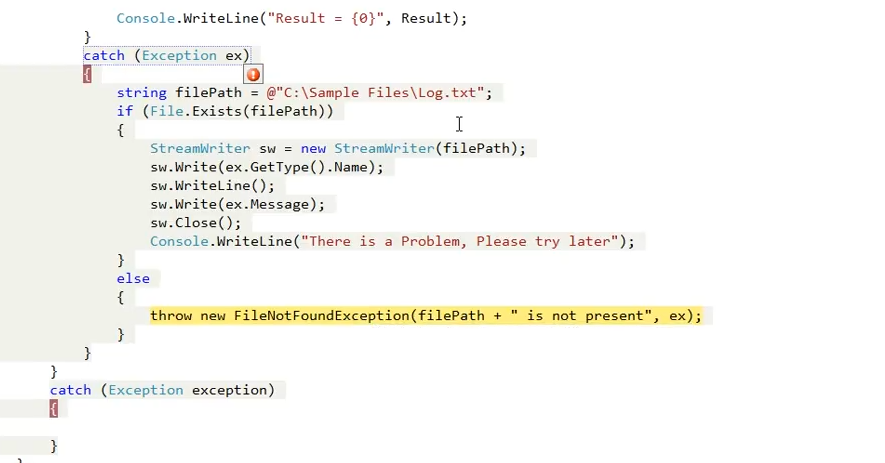 Console.WriteLine("Result = {0}", Result);
}
catch (Exception ex)
{
string filePath = @"C:\Sample Files\Log.txt";
if (File.Exists(filePath))
{
StreamWriter sw = new StreamWriter(filePath);
sw.Write(ex.GetType().Name);
sw.WriteLine();
sw.Write(ex.Message);
sw.Close();
Console.WriteLine("There is a Problem, Please try later");
}
else
{
throw new FileNotFoundException(filePath + " is not present", ex);
}
}
}
catch (Exception exception)
{
}
}